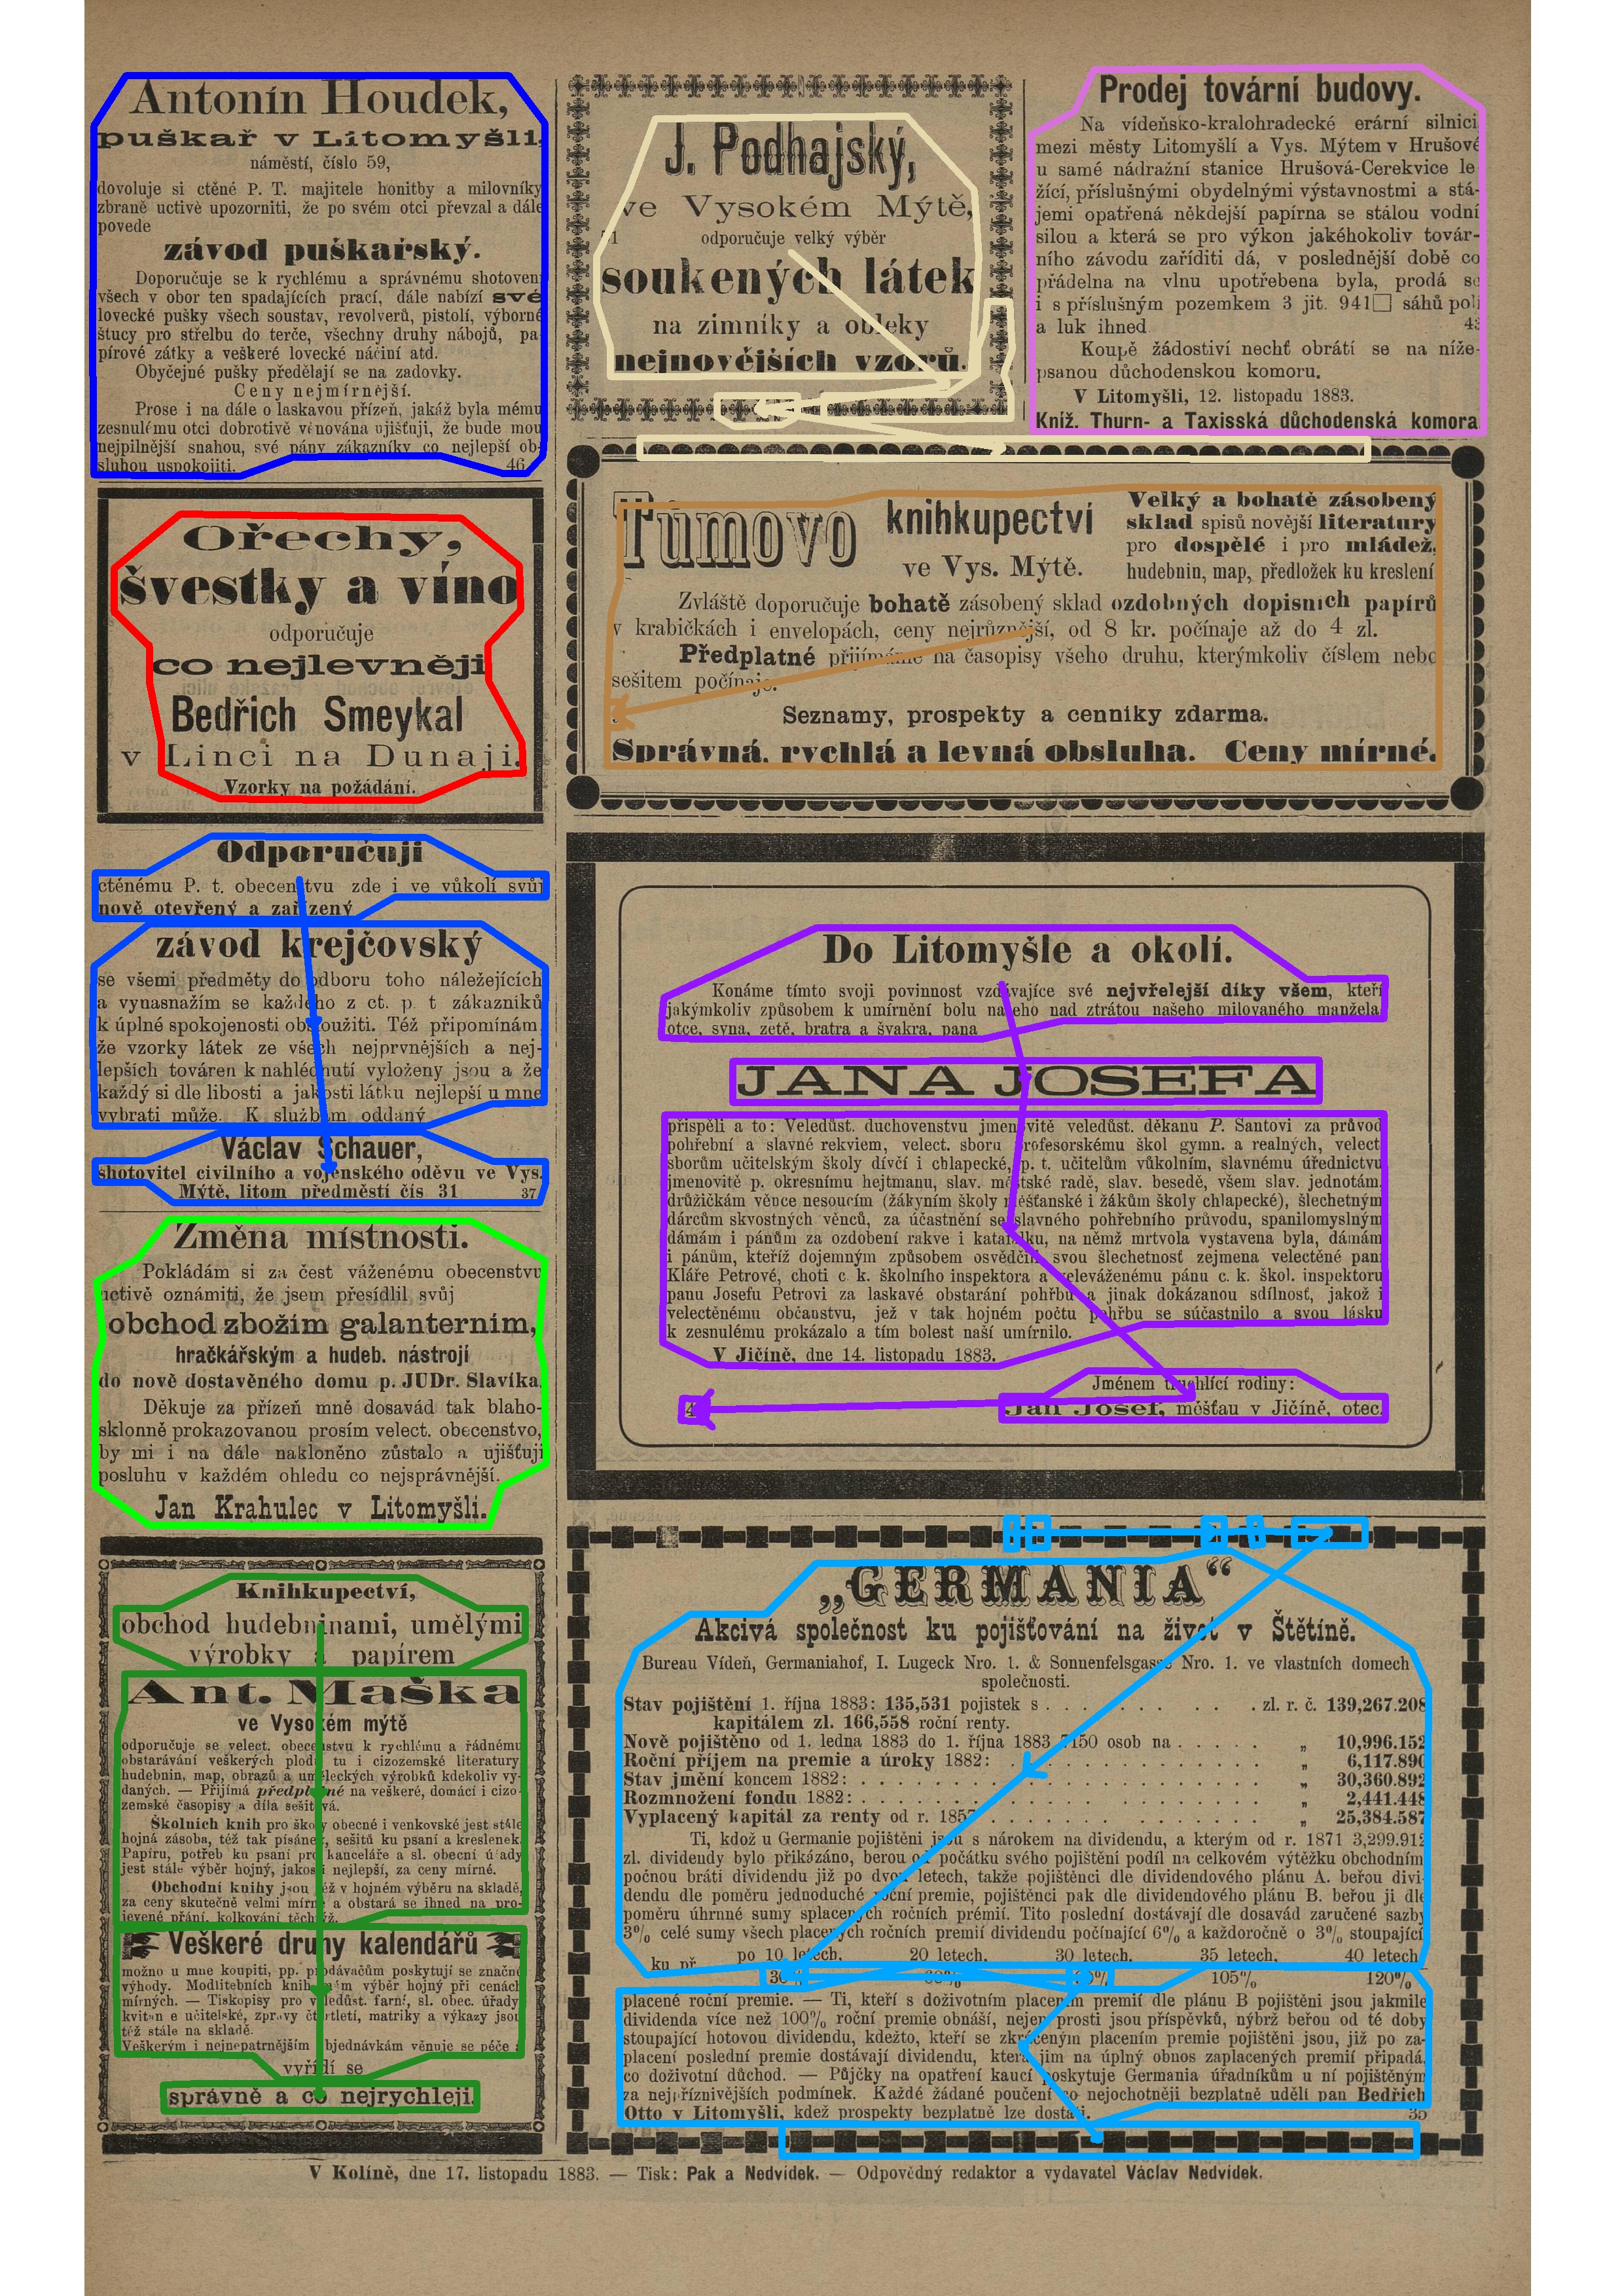 Antonín Houdek,
puškař v Litomyšli,
náměstí, číslo 59,
dovoluje si ctěné P. T. majitele honitby a milovníky
zbraně uctivě upozorniti, že po svém otci převzal a dále
povede
závod puškařský.
Doporučuje se k rychlému a správnému shotovení
všech v obor ten spadajících prací, dále nabízí své
lovecké pušky všech soustav, revolverů, pistolí, výborné
štucy pro střelbu do terče, všechny druhy nábojů, pa-
pírové zátky a veškeré lovecké náčiní atd.
Obyčejné pušky předělají se na zadovky.
Ceny nejmírnější.
Prose i na dále o laskavou přízeň, jakáž byla mému
zesnulému otci dobrotivě věnována ujišťuji, že bude mou
nejpilnější snahou, své pány zákazníky co nejlepší ob-
sluhou uspokojiti. 46
Ořechy,
švestky a víno
odporučuje
co nejlevněji
Bedřich Smeykal
v Linci na Dunaji.
Vzorky na požádání.
Odporučuji
ctěnému P. t. obecenstvu zde i ve vůkolí svůj
nově otevřený a zařízený
závod krejčovský
se všemi předměty do odboru toho náležejících
a vynasnažím se každého z ct. p. t zákazníků
k úplné spokojenosti obsloužiti. Též připomínám,
že vzorky látek ze všech nejprvnějších a nej-
lepších továren k nahlédnutí vyloženy jsou a že
každý si dle libosti a jakosti látku nejlepší u mne
vybrati může. K službám oddaný
Václav Schauer,
shotovitel civilního a vojenského oděvu ve Vys.
Mýtě, litom předměstí čís 31 37
Změna místnosti.
Pokládám si za čest váženému obecenstvu
uctivě oznámiti, že jsem přesídlil svůj
obchod zbožím galanterním,
hračkářským a hudeb. nástroji
do nově dostavěného domu p. JUDr. Slavíka.
Děkuje za přízeň mně dosavád tak blaho-
sklonně prokazovanou prosím velect. obecenstvo,
by mi i na dále nakloněno zůstalo a ujišťuji
posluhu v každém ohledu co nejsprávnější.
Jan Krahulec v Litomyšli.
Knihkupectví,
obchod hudebninami, umělými
výrobky a papírem
Ant. Maška
ve Vysokém mýtě
odporučuje se velect. obecenstvu k rychlému a řádnému
obstarávání veškerých plodů tu i cizozemské literatury,
hudebnin, map, obrazů a uměleckých výrobků kdekoliv vy-
daných. — Přijímá předplatné na veškeré, domácí i cizo-
zemské časopisy a díla sešitová.
Školních knih pro školy obecné i venkovské jest stále
hojná zásoba, též tak písánek, sešitů ku psaní a kreslenek.
Papíru, potřeb ku psaní pro kanceláře a sl. obecní úřady
jest stále výběr hojný, jakosti nejlepší, za ceny mírné.
Obchodní knihy jsou též v hojném výběru na skladě,
za ceny skutečně velmi mírné a obstará se ihned na pro-
jevené přání, kolkování těchýž.
Veškeré druhy kalendářů
možno u mne koupiti, pp. prodávačům poskytují se značné
výhody. Modlitebních knih mám výběr hojný při cenách
mírných. — Tiskopisy pro veledůst. farní, sl. obec. úřady
kvitan e učitelské, zprávy čtvrtletí, matriky a výkazy jsou
též stále na skladě.
Veškerým i nejnepatrnějším objednávkám věnuje se péče a
vyřídí se
správně a co nejrychleji.
J. Podhajský,
ve Vysokém Mýtě,
odporučuje velký výběr
soukených látek
na zimníky a obleky
nejnovějších vzorů.
Prodej tovární budovy.
Na vídeňsko-kralohradecké erární silnici
mezi městy Litomyšlí a Vys. Mýtem v Hrušové
u samé nádražní stanice Hrušová-Cerekvice le-
žící, příslušnými obydelnými výstavnostmi a stá-
jemi opatřená někdejší papírna se stálou vodní
silou a která se pro výkon jakéhokoliv továr-
ního závodu zaříditi dá, v poslednější době co
přádelna na vlnu upotřebena byla, prodá se
i s příslušným pozemkem 3 jit. 941□ sáhů polí
a luk ihned 43
Koupě žádostiví nechť obrátí se na níže-
psanou důchodenskou komoru.
V Litomyšli, 12. listopadu 1883.
Kníž. Thurn- a Taxisská důchodenská komora.
Tůmovo knihkupectví
ve Vys. Mýtě.
Velký a bohatě zásobený
sklad spisů novější literatury
pro dospělé i pro mládež,
hudebnin, map, předložek ku kreslení
Zvláště doporučuje bohatě zásobený sklad ozdobných dopisních papírů
v krabičkách i envelopách, ceny nejrůznější, od 8 kr. počínaje až do 4 zl.
Předplatné přijímáme na časopisy všeho druhu, kterýmkoliv číslem nebo
sešitem počínaje.
Seznamy, prospekty a cenníky zdarma.
Správná, rychlá a levná obsluha. Ceny mírné.
Do Litomyšle a okolí.
Konáme tímto svoji povinnost vzdávajíce své nejvřelejší díky všem, kteří
jakýmkoliv způsobem k umírnění bolu našeho nad ztrátou našeho milovaného manžela,
otce, syna, zetě, bratra a švakra, pana
JANA JOSEFA
přispěli a to: Veledůst. duchovenstvu jmenovitě veledůst. děkanu P. Santovi za průvod
pohřební a slavné rekviem, velect. sboru profesorskému škol gymn. a realných, velect.
sborům učitelským školy dívčí i chlapecké, p. t. učitelům vůkolním, slavnému úřednictvu
jmenovitě p. okresnímu hejtmanu, slav. městské radě, slav. besedě, všem slav. jednotám,
družičkám věnce nesoucím (žákyním školy měšťanské i žákům školy chlapecké), šlechetným
dárcům skvostných věnců, za účastnění se slavného pohřebního průvodu, spanilomyslným
dámám i pánům za ozdobení rakve i katafalku, na němž mrtvola vystavena byla, dámám
i pánům, kteříž dojemným způsobem osvědčili svou šlechetnost zejmena velectěné paní
Kláře Petrové, choti c. k. školního inspektora a veleváženému pánu c. k. škol. inspektoru
panu Josefu Petrovi za laskavé obstarání pohřbu a jinak dokázanou sdílnost, jakož i
velectěnému občanstvu, jež v tak hojném počtu pohřbu se súčastnilo a svou lásku
k zesnulému prokázalo a tím bolest naší umírnilo.
V Jičíně, dne 14. listopadu 1883.
Jménem truchlící rodiny:
Jan Josef, měšťau v Jičíně, otec.
„GERMANIA“
Akcivá společnost ku pojišťování na život v Štětíně.
Bureau Vídeň, Germaniahof, I. Lugeck Nro. 1. & Sonnenfelsgasse Nro. 1. ve vlastních domech
společnosti.
Stav pojištění 1. října 1883: 135,531 pojistek s . . . zl. r. č. 139,267.208
kapitálem zl. 166,558 roční renty.
Nově pojištěno od 1. ledna 1883 do 1. října 1883 7150 osob na . . . „ 10,996.152
Roční příjem na premie a úroky 1882: . . . „ 6,117.890
Stav jmění koncem 1882: . . . „ 30,360.892
Rozmnožení fondu 1882: . . . „ 2,441.448
Vyplacený kapitál za renty od r. 1857 . . . „ 25,384.587
Ti, kdož u Germanie pojištěni jsou s nárokem na dividendu, a kterým od r. 1871 3,299.912
zl. dividendy bylo přikázáno, berou od počátku svého pojištění podíl na celkovém výtěžku obchodním
počnou bráti dividendu již po dvou letech, takže pojištěnci dle dividendového plánu A. beřou divi-
dendu dle poměru jednoduché roční premie, pojištěnci pak dle dividendového plánu B. beřou ji dle
poměru úhrnné sumy splacených ročních prémií. Tito poslední dostávají dle dosavád zaručené sazby
3% celé sumy všech placených ročních premií dividendu počínající 6% a každoročně o 3% stoupající
ku př. po 10 letech, 20 letech, 30 letech, 35 letech, 40 letech
30% 60% 90% 105% 120%
placené roční premie. — Ti, kteří s doživotním placením premií dle plánu B pojištěni jsou jakmile
dividenda více než 100% roční premie obnáší, nejen prosti jsou příspěvků, nýbrž beřou od té doby
stoupající hotovou dividendu, kdežto, kteří se zkráceným placením premie pojištěni jsou, již po za-
placení poslední premie dostávají dividendu, která jim na úplný obnos zaplacených premií připadá,
co doživotní důchod. — Půjčky na opatření kaucí poskytuje Germania úřadníkům u ní pojištěným
za nejpříznivějších podmínek. Každé žádané poučení co nejochotněji bezplatně udělí pan Bedřich
Otto v Litomyšli, kdež prospekty bezplatně lze dostati. 35
V Kolíně, dne 17. listopadu 1883. — Tisk: Pak a Nedvídek. — Odpovědný redaktor a vydavatel Václav Nedvídek.